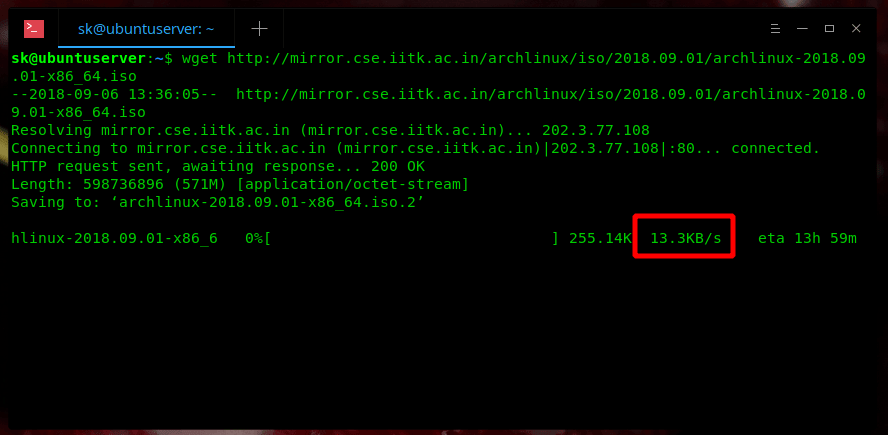 sk@ubuntuserver: ~
sk@ubuntuserver:~$ wget http://mirror.cse.iitk.ac.in/archlinux/iso/2018.09.01/archlinux-2018.09
.01-x86_64.iso
--2018-09-06 13:36:05--  http://mirror.cse.iitk.ac.in/archlinux/iso/2018.09.01/archlinux-2018.0
9.01-x86_64.iso
Resolving mirror.cse.iitk.ac.in (mirror.cse.iitk.ac.in)... 202.3.77.108
Connecting to mirror.cse.iitk.ac.in (mirror.cse.iitk.ac.in)|202.3.77.108|:80... connected.
HTTP request sent, awaiting response... 200 OK
Length: 598736896 (571M) [application/octet-stream]
Saving to: ‘archlinux-2018.09.01-x86_64.iso.2’
hlinux-2018.09.01-x86_6   0%[                               ] 255.14K  13.3KB/s    eta 13h 59m